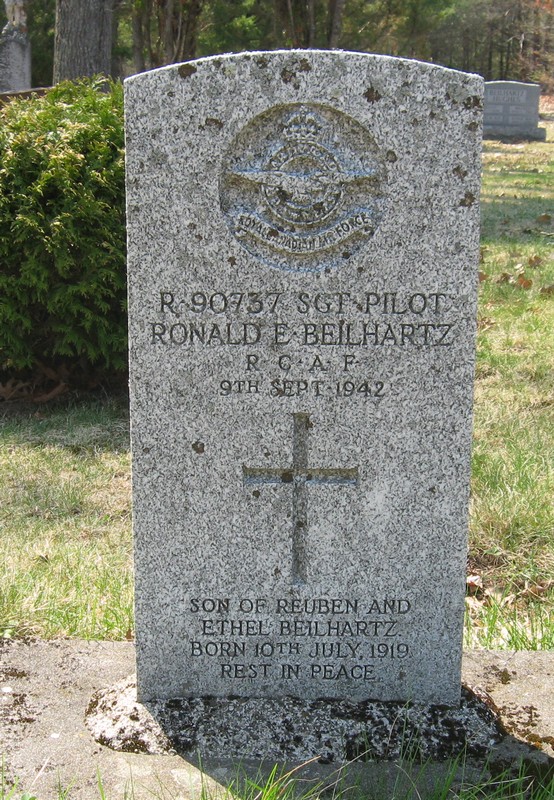 ROYAL CANADIAN AIR FORCE
R·90737 SGT·PILOT
RONALD E·BEILHARTZ
R·C·A·F·
9TH SEPT·1942
SON OF REUBEN AND
ETHEL BEILHARTZ.
BORN 10TH JULY, 1919.
REST IN PEACE.